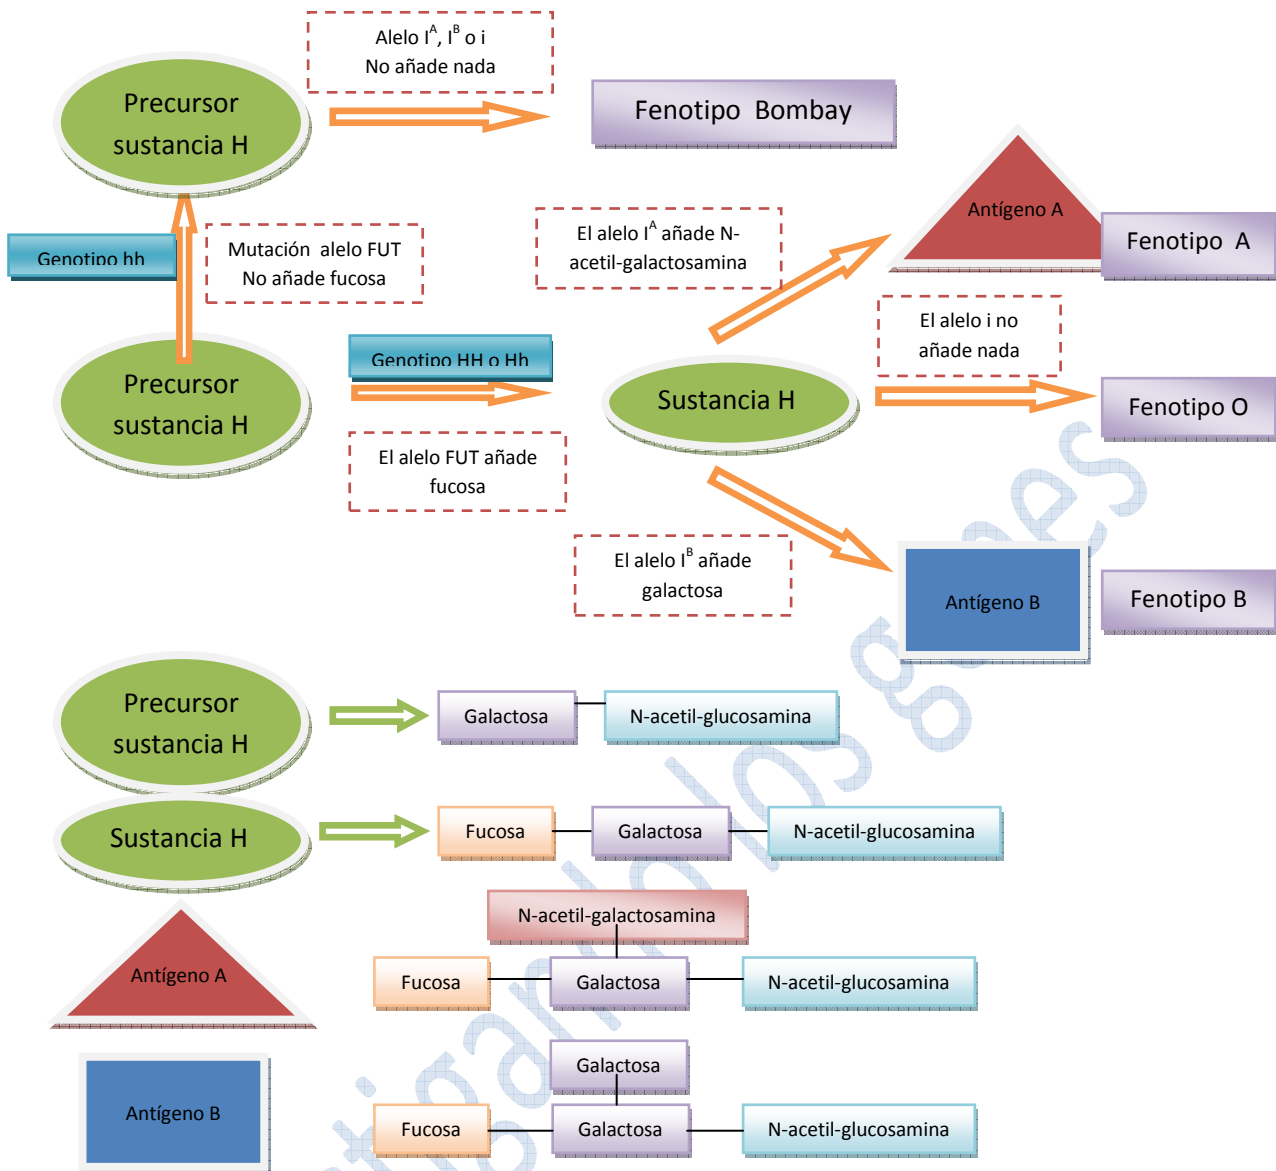 Alelo I^A, I^B o i
No añade nada
Precursor
sustancia H
Fenotipo Bombay
Antígeno A
Fenotipo A
El alelo I^A añade N-
acetil-galactosamina
Genotipo hh
Mutación alelo FUT
No añade fucosa
El alelo i no
añade nada
Genotipo HH o Hh
Precursor
sustancia H
Sustancia H
Fenotipo O
El alelo FUT añade
fucosa
El alelo I^B añade
galactosa
Antígeno B
Fenotipo B
Precursor
sustancia H
Galactosa
N-acetil-glucosamina
Sustancia H
Fucosa
Galactosa
N-acetil-glucosamina
N-acetil-galactosamina
Antígeno A
Fucosa
Galactosa
N-acetil-glucosamina
Galactosa
Antígeno B
Fucosa
Galactosa
N-acetil-glucosamina
los genes